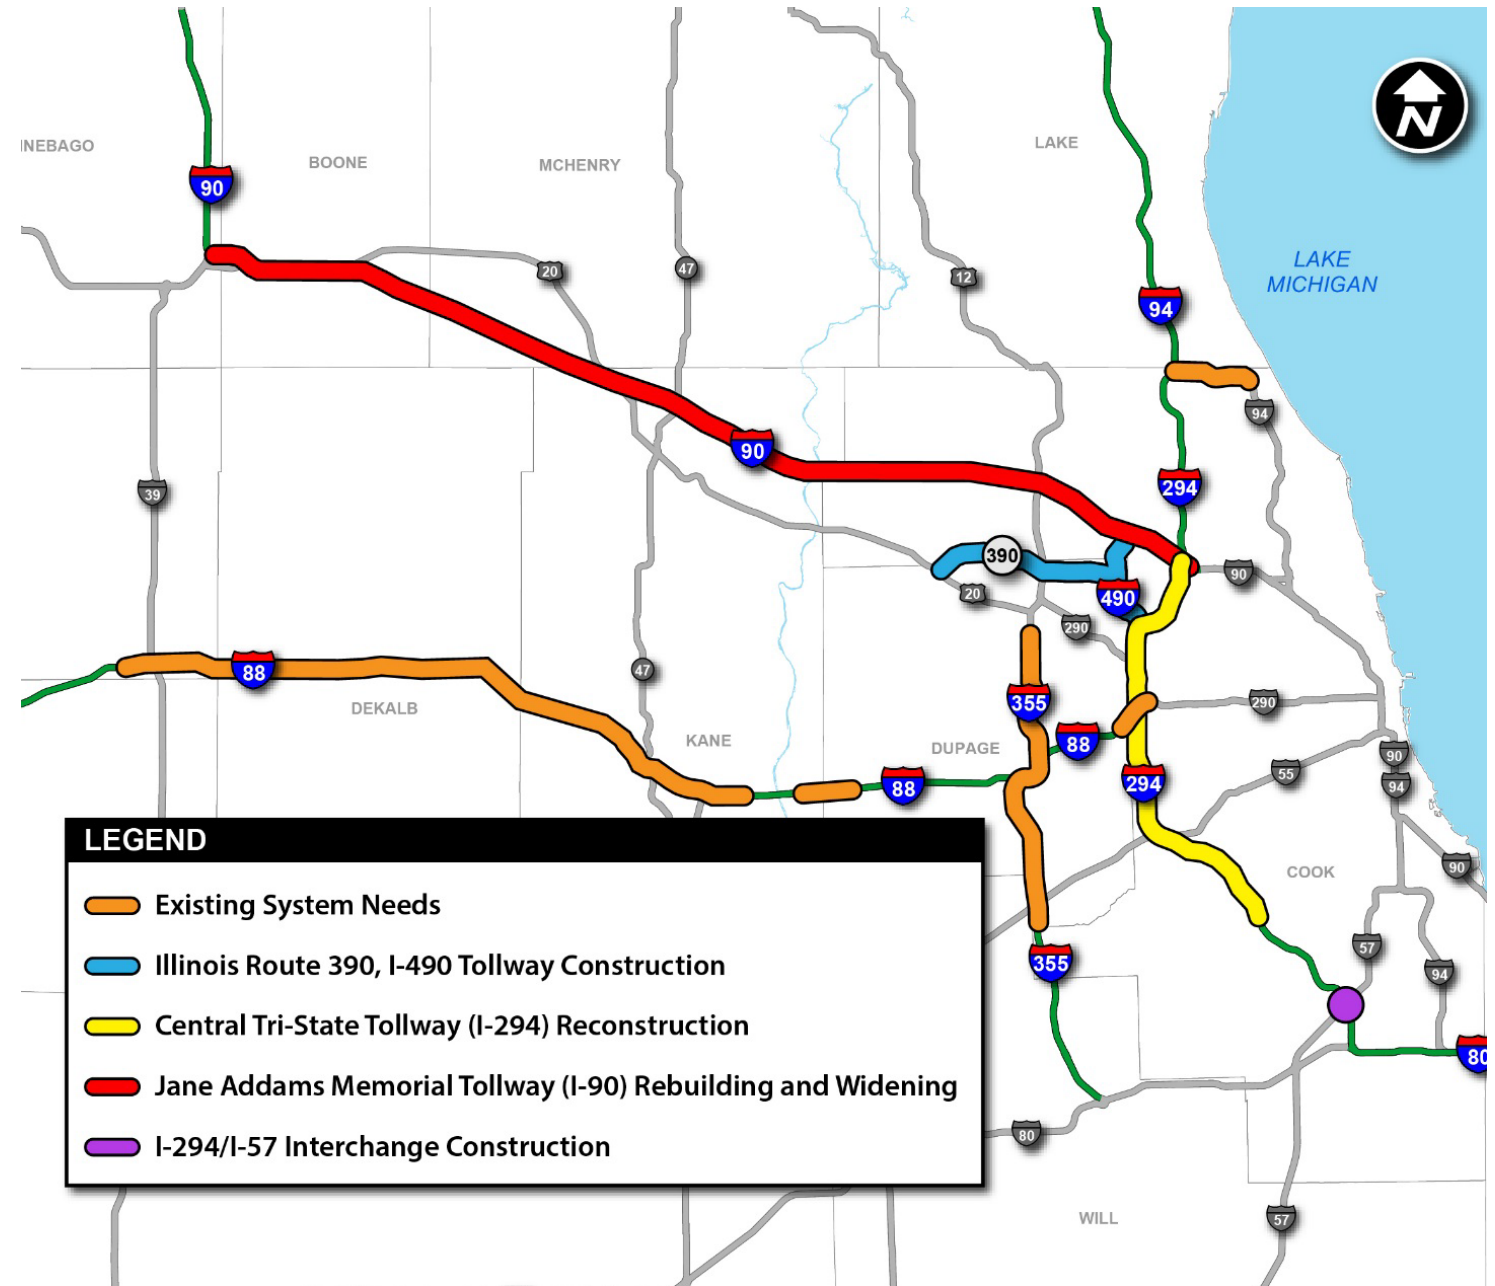 N
INEBAGO
BOONE
MCHENRY
LAKE
90
LAKE
MICHIGAN
20
47
12
94
94
90
294
39
390
490
90
20
290
47
88
355
290
DEKALB
KANE
DUPAGE
88
88
294
55
90
94
LEGEND
Existing System Needs
Illinois Route 390, I-490 Tollway Construction
Central Tri-State Tollway (I-294) Reconstruction
Jane Addams Memorial Tollway (I-90) Rebuilding and Widening
I-294/I-57 Interchange Construction
COOK
90
355
57
94
80
80
WILL
57